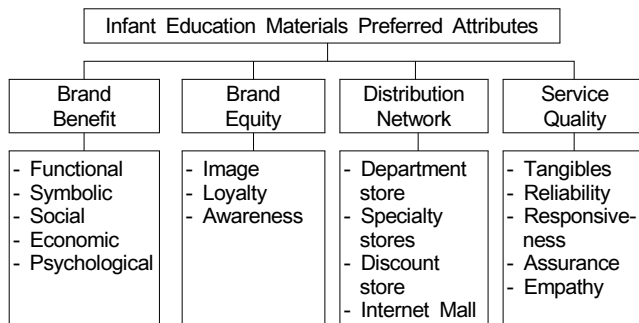 Infant Education Materials Preferred Attributes
Brand
Benefit
Brand
Equity
Distribution
Network
Service
Quality
- Functional
- Symbolic
- Social
- Economic
- Psychological
- Image
- Loyalty
- Awareness
- Department
store
- Specialty
stores
- Discount
store
- Internet Mall
- Tangibles
- Reliability
- Responsive-
ness
- Assurance
- Empathy